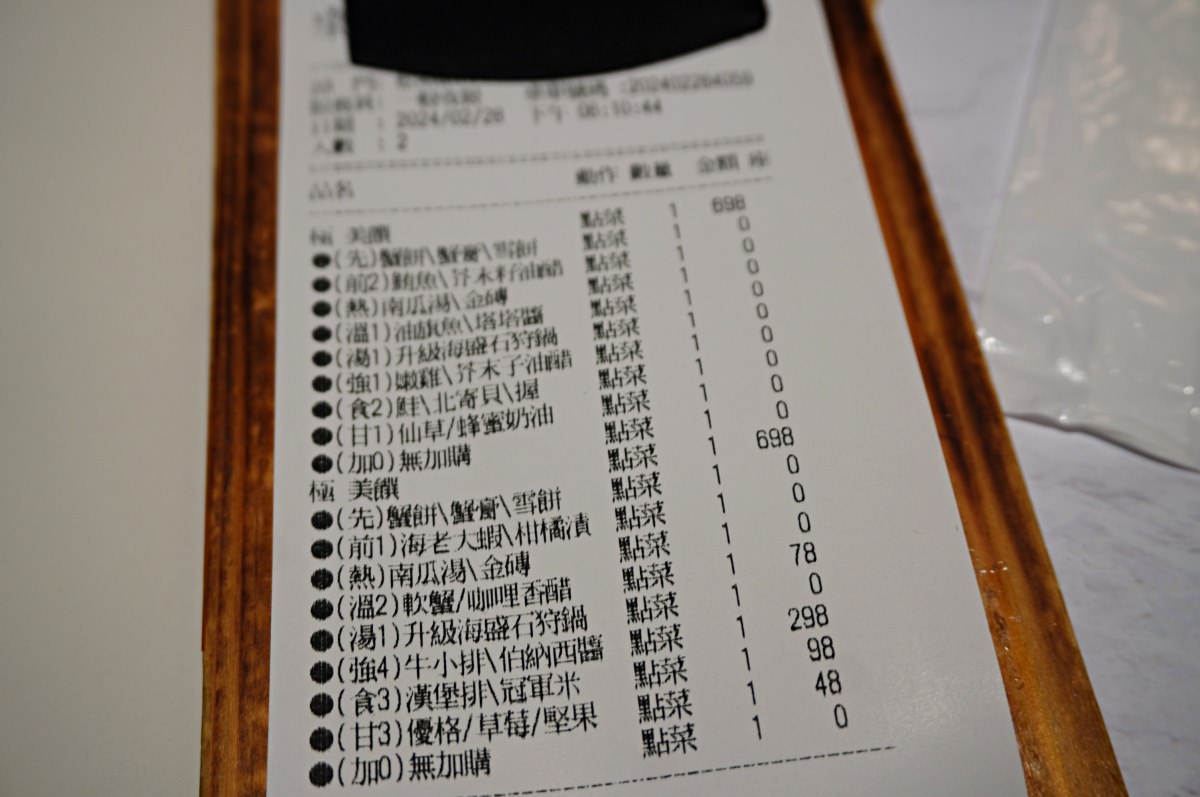 日期 : 2024/02/28 下午 06:10:44
人數 : 2
品名 動作 數量 金額 座
極 美饌 點菜 1 698
●(先)蟹餅\蟹膏\雪餅 點菜 1 0
●(前2)鮪魚\芥末籽油醋 點菜 1 0
●(熱)南瓜湯\金磚 點菜 1 0
●(溫1)油旗魚\塔塔醬 點菜 1 0
●(湯1)升級海盛石狩鍋 點菜 1 0
●(強1)嫩雞\芥末子油醋 點菜 1 0
●(食2)鮭\北寄貝\握 點菜 1 0
●(甘1)仙草/蜂蜜奶油 點菜 1 0
●(加0)無加購 點菜 1 0
極 美饌 點菜 1 698
●(先)蟹餅\蟹膏\雪餅 點菜 1 0
●(前1)海老大蝦\柑橘漬 點菜 1 0
●(熱)南瓜湯\金磚 點菜 1 0
●(溫2)軟蟹/咖哩香醋 點菜 1 78
●(湯1)升級海盛石狩鍋 點菜 1 0
●(強4)牛小排\伯納西醬 點菜 1 298
●(食3)漢堡排\冠軍米 點菜 1 98
●(甘3)優格/草莓/堅果 點菜 1 48
●(加0)無加購 點菜 1 0